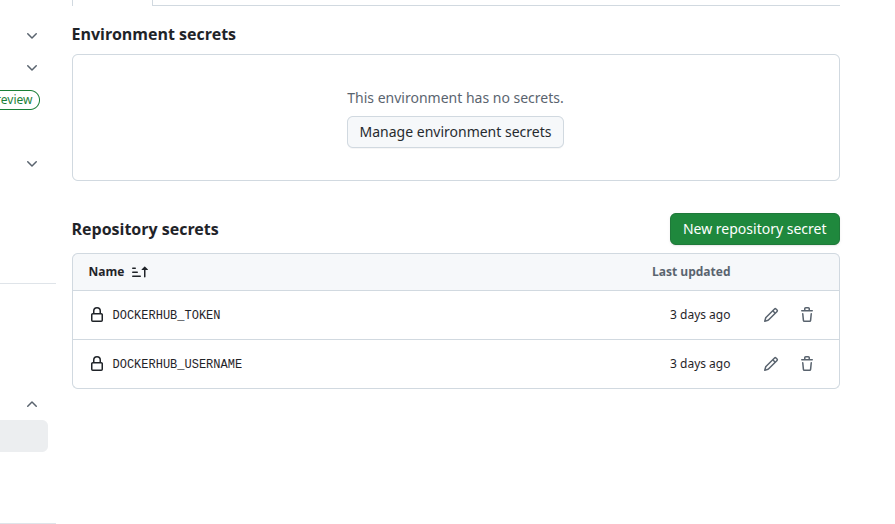 Environment secrets
eview
This environment has no secrets.
Manage environment secrets
Repository secrets
New repository secret
Name
Last updated
DOCKERHUB_TOKEN
3 days ago
DOCKERHUB_USERNAME
3 days ago